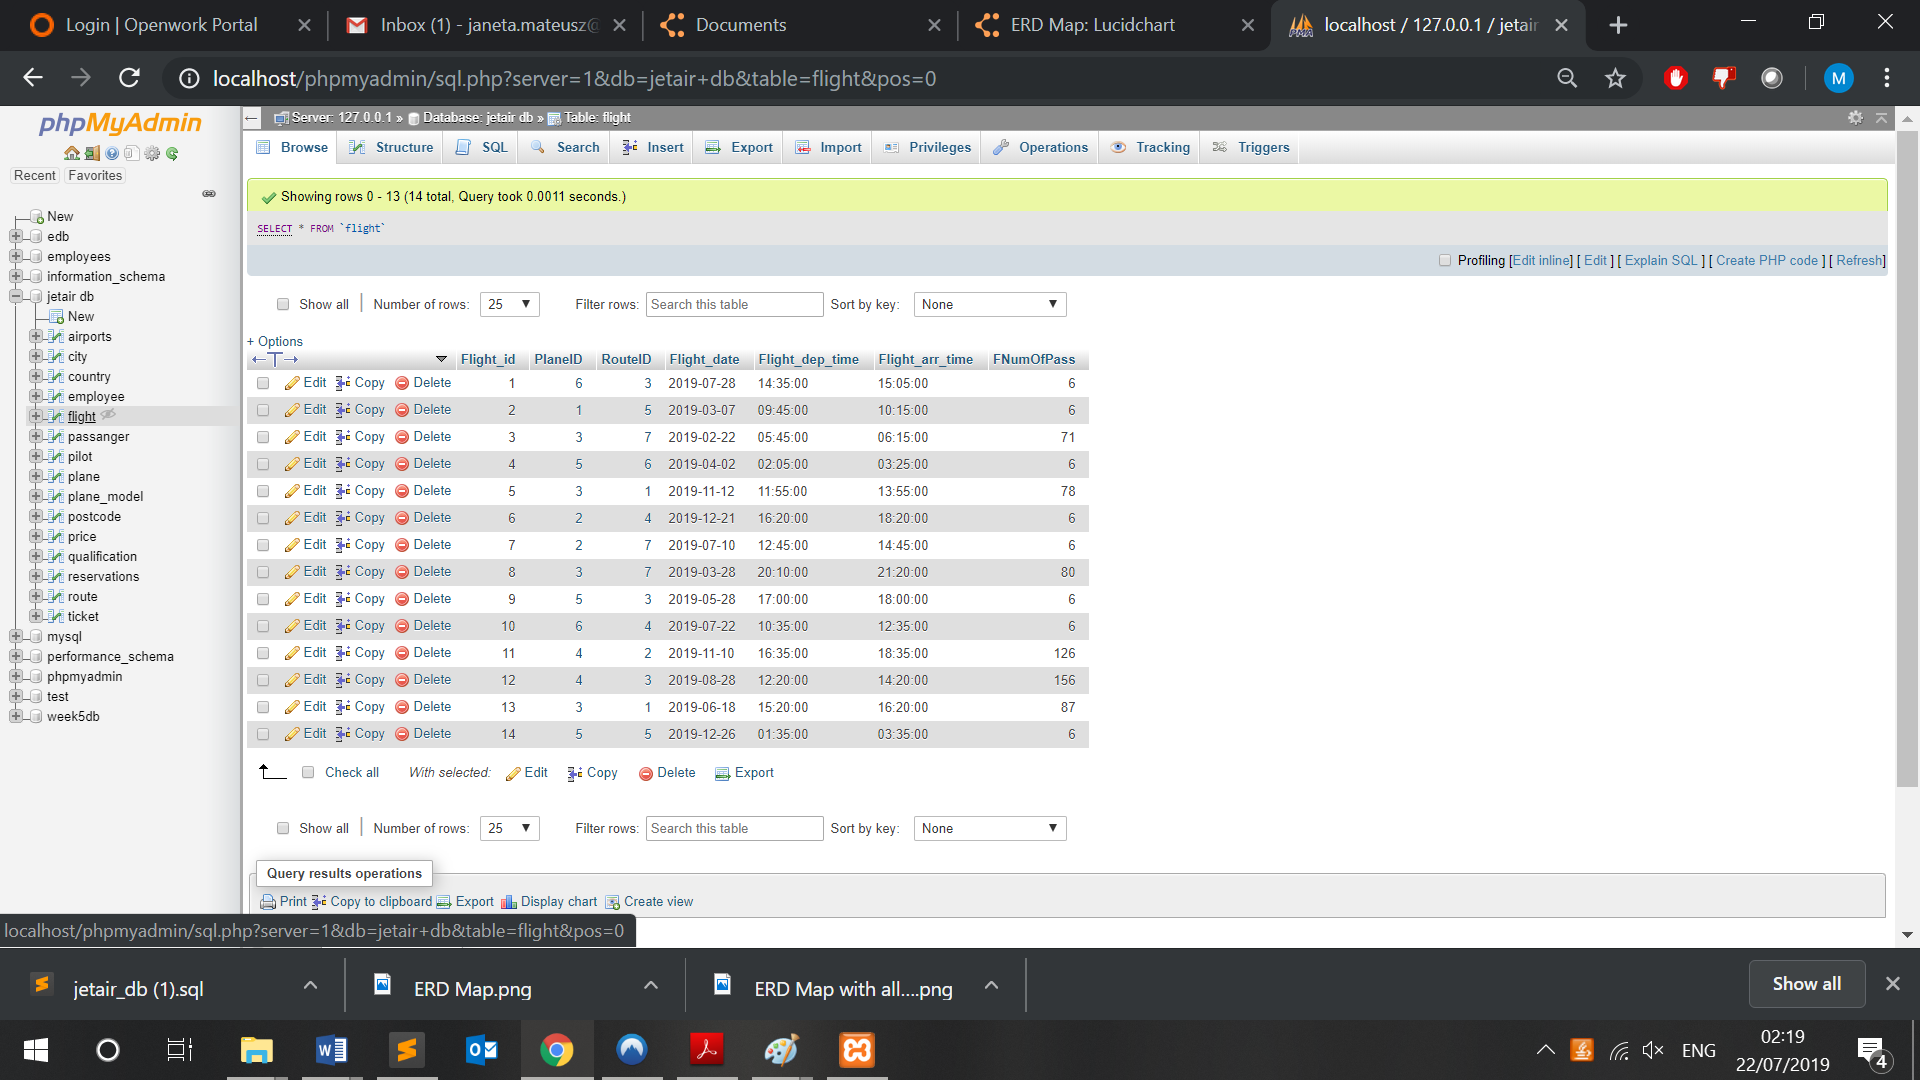 Login | Openwork Portal
Inbox (1) - janeta.mateusz@
Documents
ERD Map: Lucidchart
localhost / 127.0.0.1 / jetair
localhost/phpmyadmin/sql.php?server=1&db=jetair+db&table=flight&pos=0
M
phpMyAdmin
Recent Favorites
New
edb
employees
information_schema
jetair db
New
airports
city
country
employee
flight
passanger
pilot
plane
plane_model
postcode
price
qualification
reservations
route
ticket
mysql
performance_schema
phpmyadmin
test
week5db
Server: 127.0.0.1 » Database: jetair db » Table: flight
Browse Structure SQL Search Insert Export Import Privileges Operations Tracking Triggers
Showing rows 0 - 13 (14 total, Query took 0.0011 seconds.)
SELECT * FROM `flight`
Profiling [Edit inline] [ Edit ] [ Explain SQL ] [ Create PHP code ] [ Refresh]
Show all | Number of rows: 25 Filter rows: Search this table Sort by key: None
+ Options
←T→ Flight_id PlaneID RouteID Flight_date Flight_dep_time Flight_arr_time FNumOfPass
Edit Copy Delete 1 6 3 2019-07-28 14:35:00 15:05:00 6
Edit Copy Delete 2 1 5 2019-03-07 09:45:00 10:15:00 6
Edit Copy Delete 3 3 7 2019-02-22 05:45:00 06:15:00 71
Edit Copy Delete 4 5 6 2019-04-02 02:05:00 03:25:00 6
Edit Copy Delete 5 3 1 2019-11-12 11:55:00 13:55:00 78
Edit Copy Delete 6 2 4 2019-12-21 16:20:00 18:20:00 6
Edit Copy Delete 7 2 7 2019-07-10 12:45:00 14:45:00 6
Edit Copy Delete 8 3 7 2019-03-28 20:10:00 21:20:00 80
Edit Copy Delete 9 5 3 2019-05-28 17:00:00 18:00:00 6
Edit Copy Delete 10 6 4 2019-07-22 10:35:00 12:35:00 6
Edit Copy Delete 11 4 2 2019-11-10 16:35:00 18:35:00 126
Edit Copy Delete 12 4 3 2019-08-28 12:20:00 14:20:00 156
Edit Copy Delete 13 3 1 2019-06-18 15:20:00 16:20:00 87
Edit Copy Delete 14 5 5 2019-12-26 01:35:00 03:35:00 6
Check all With selected: Edit Copy Delete Export
Show all | Number of rows: 25 Filter rows: Search this table Sort by key: None
Query results operations
Print Copy to clipboard Export Display chart Create view
localhost/phpmyadmin/sql.php?server=1&db=jetair+db&table=flight&pos=0
jetair_db (1).sql
ERD Map.png
ERD Map with all....png
Show all
ENG
02:19
22/07/2019
4